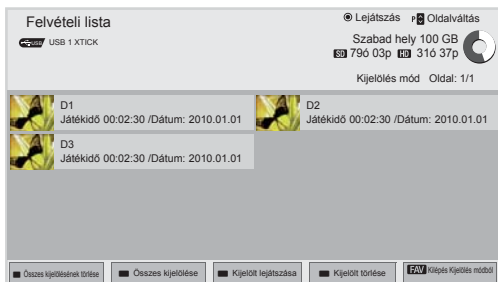 Felvételi lista
Lejátszás P Oldalváltás
USB USB 1 XTICK
Szabad hely 100 GB
SD 79ó 03p HD 31ó 37p
Kijelölés mód Oldal: 1/1
D1
Játékidő 00:02:30 /Dátum: 2010.01.01
D2
Játékidő 00:02:30 /Dátum: 2010.01.01
D3
Játékidő 00:02:30 /Dátum: 2010.01.01
Összes kijelölésének törlése
Összes kijelölése
Kijelölt lejátszása
Kijelölt törlése
FAV Kilépés Kijelölés módból